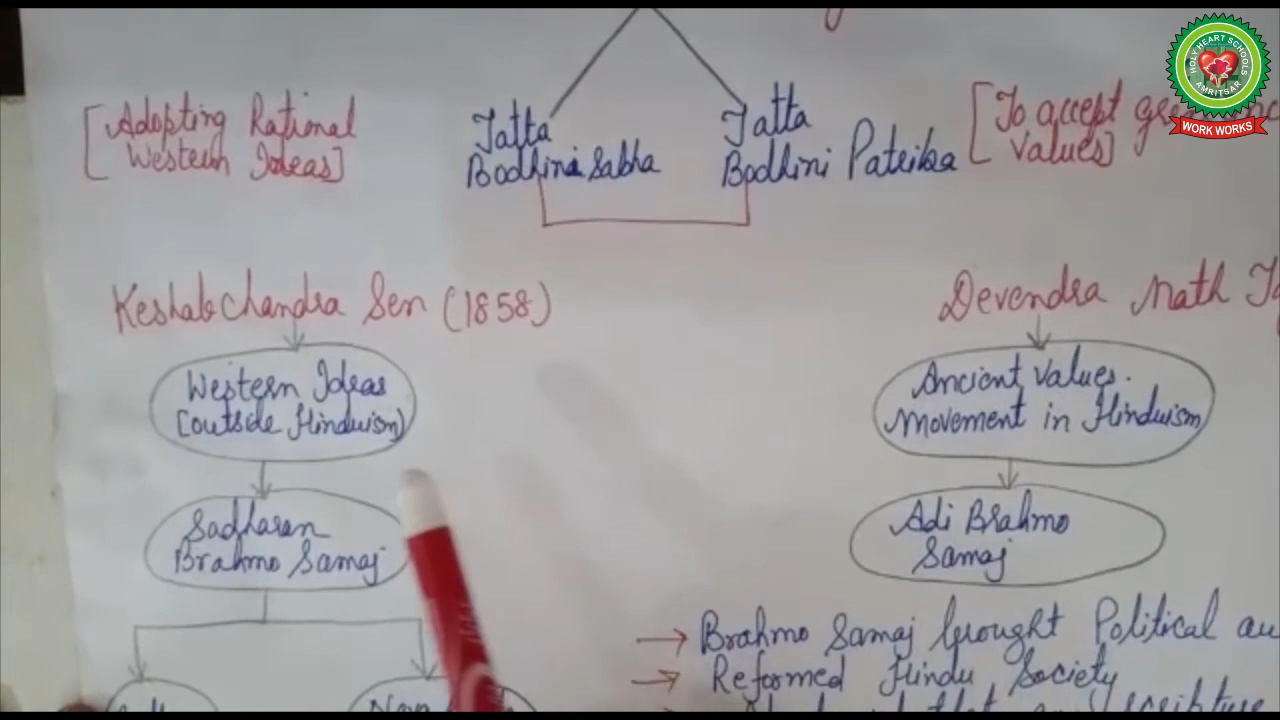 [Adopting Rational
Western Ideas]
Tatta
Bodhini Sabha
Tatta
Bodhini Patrika
[To accept
Values]
Keshab Chandra Sen (1858)
Devendra Nath
Western Ideas
[outside Hinduism)
Ancient Values.
Movement in Hinduism
Sadharan
Brahmo Samaj
Adi Brahmo
Samaj
→ Brahmo Samaj brought Political
→ Reformed Hindu Society
HOLY HEART SCHOOLS
AMRITSAR
WORK WORKS